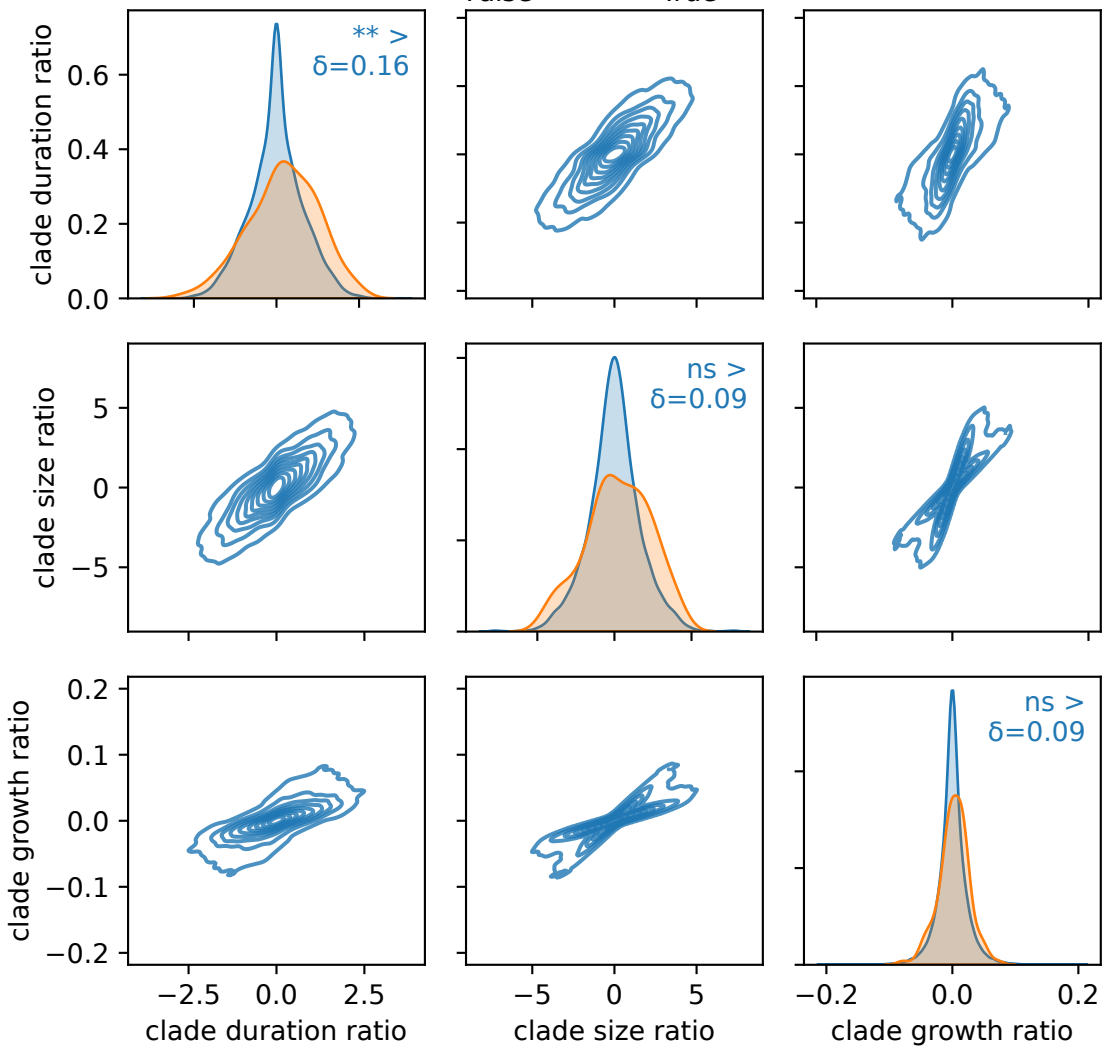 clade duration ratio
0.6
0.4
0.2
0.0
** >
δ=0.16
clade size ratio
5
0
−5
ns >
δ=0.09
clade growth ratio
0.2
0.1
0.0
−0.1
−0.2
ns >
δ=0.09
−2.5 0.0 2.5
clade duration ratio
−5 0 5
clade size ratio
−0.2 0.0 0.2
clade growth ratio